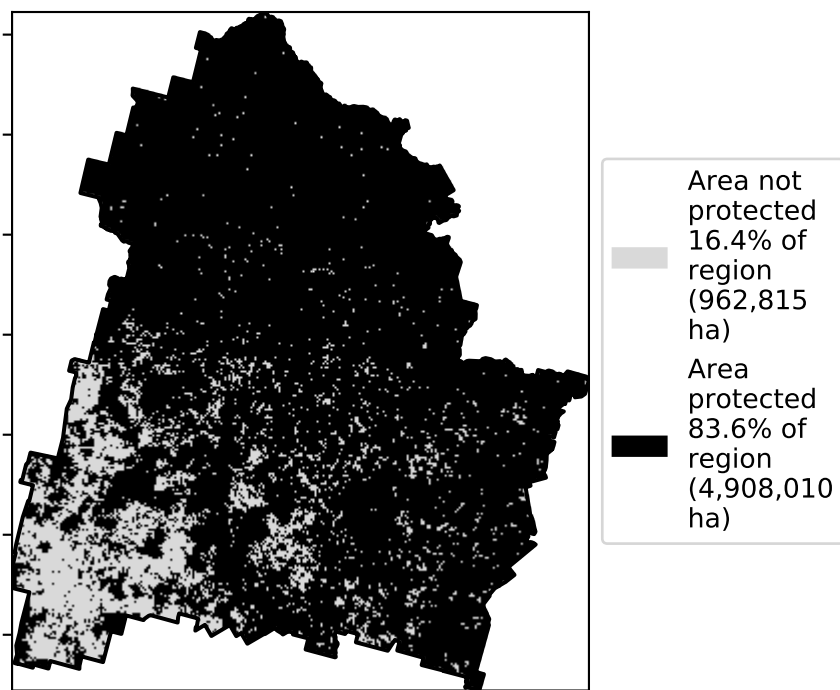 Area not
protected
16.4% of
region
(962,815
ha)
Area
protected
83.6% of
region
(4,908,010
ha)